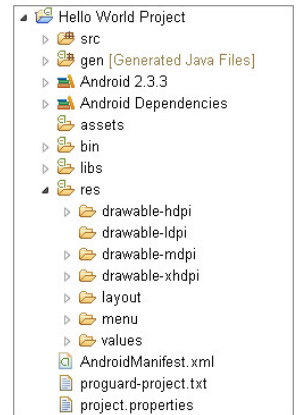 Hello World Project
src
gen [Generated Java Files]
Android 2.3.3
Android Dependencies
assets
bin
libs
res
drawable-hdpi
drawable-ldpi
drawable-mdpi
drawable-xhdpi
layout
menu
values
AndroidManifest.xml
proguard-project.txt
project.properties